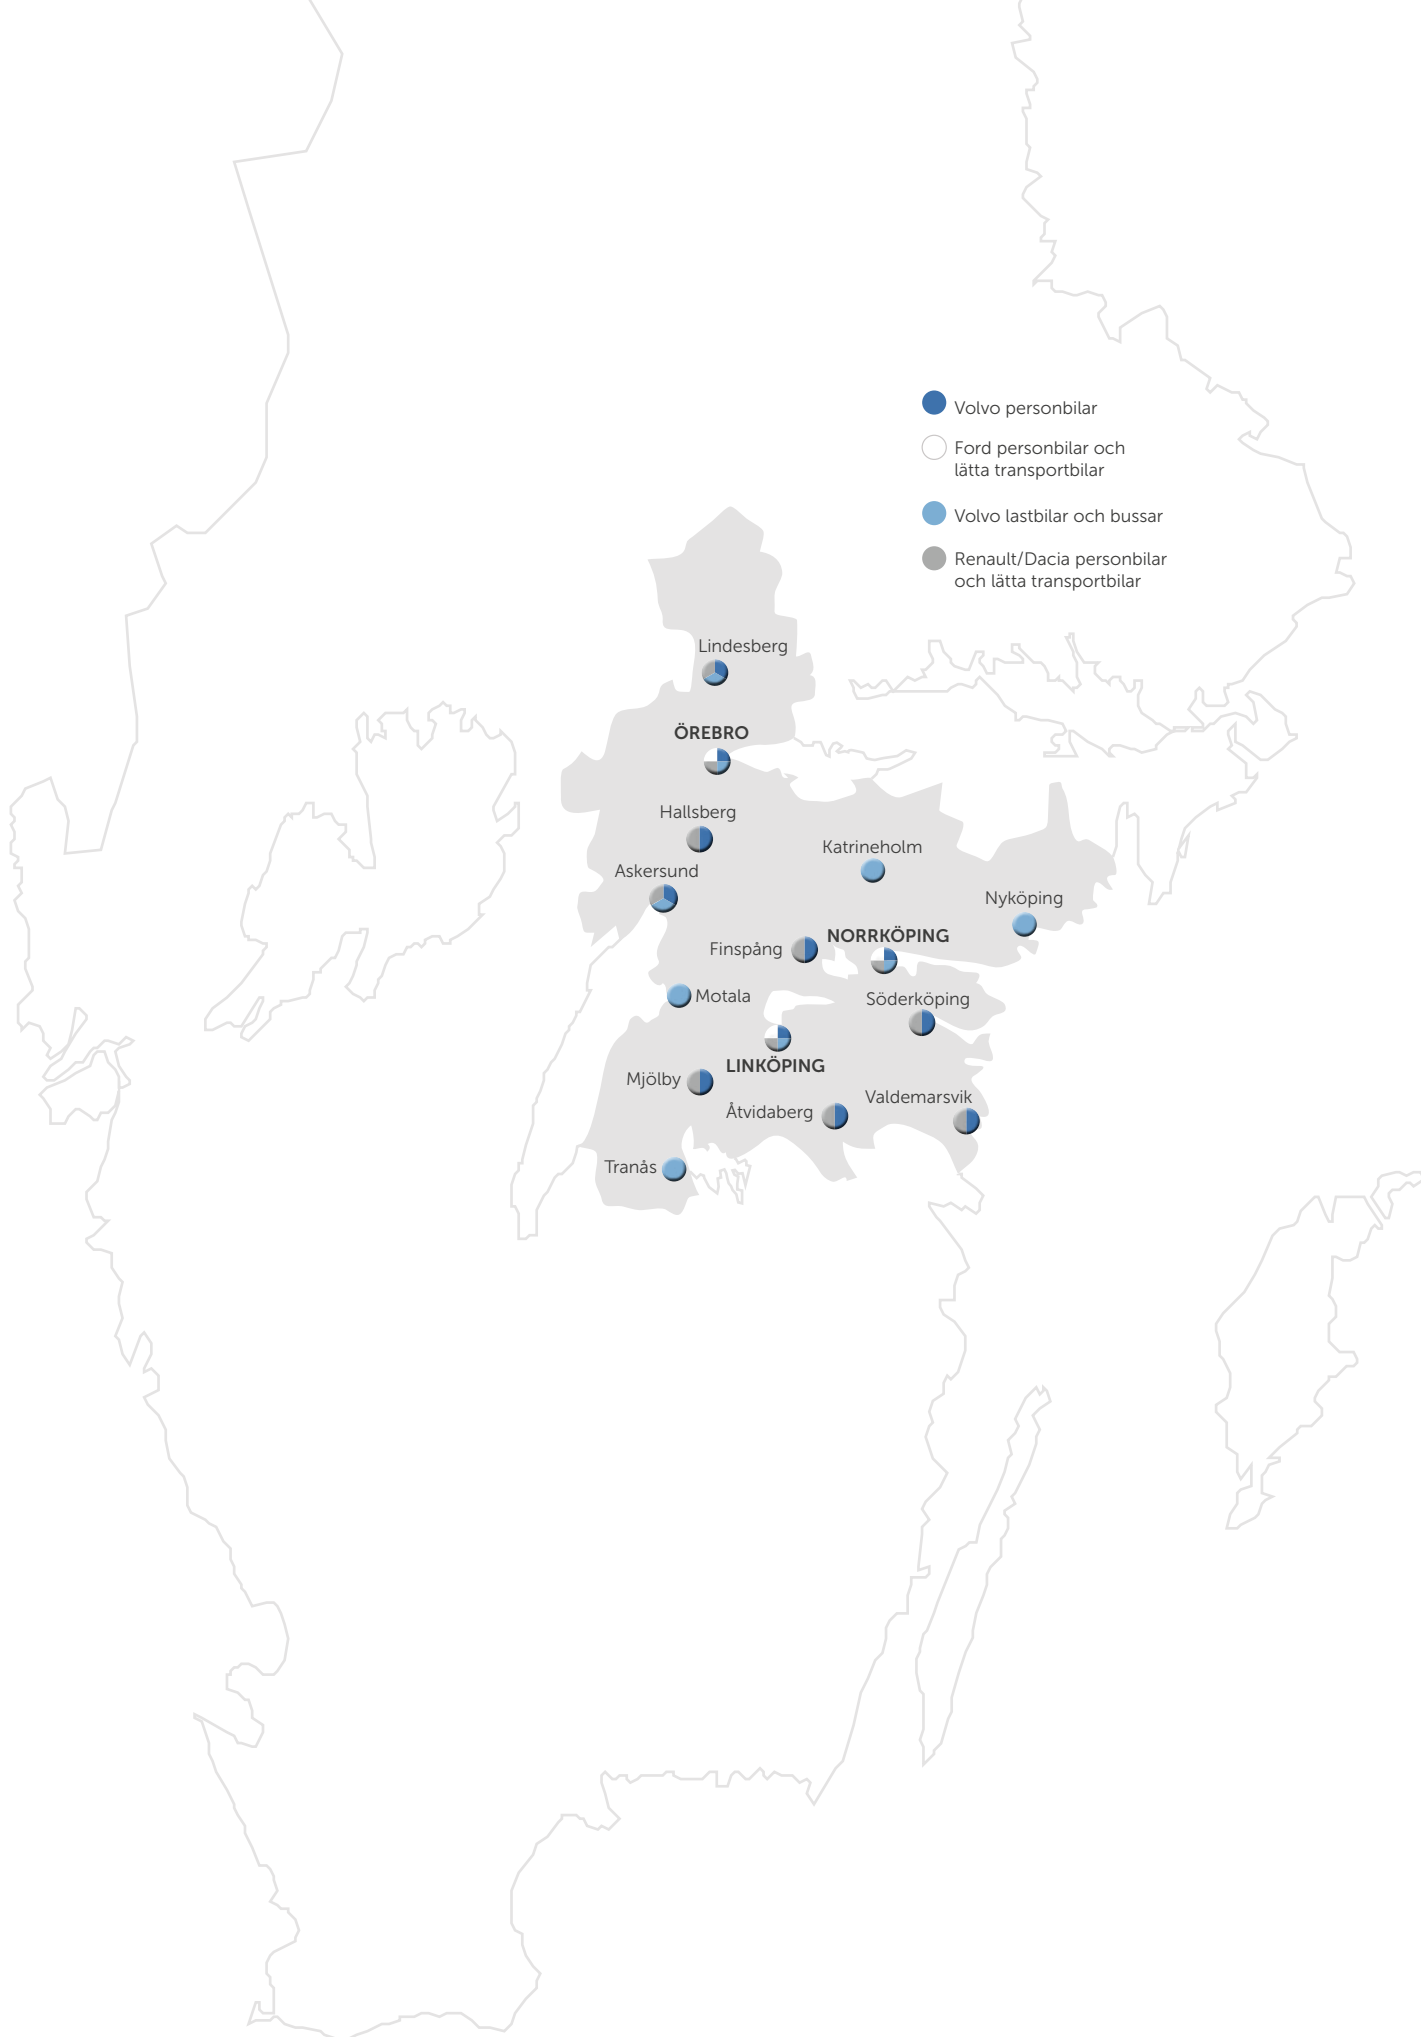 Volvo personbilar
Ford personbilar och
lätta transportbilar
Volvo lastbilar och bussar
Renault/Dacia personbilar
och lätta transportbilar
Lindesberg
ÖREBRO
Hallsberg
Katrineholm
Askersund
Nyköping
NORRKÖPING
Finspång
Motala
Söderköping
LINKÖPING
Mjölby
Valdemarsvik
Åtvidaberg
Tranås